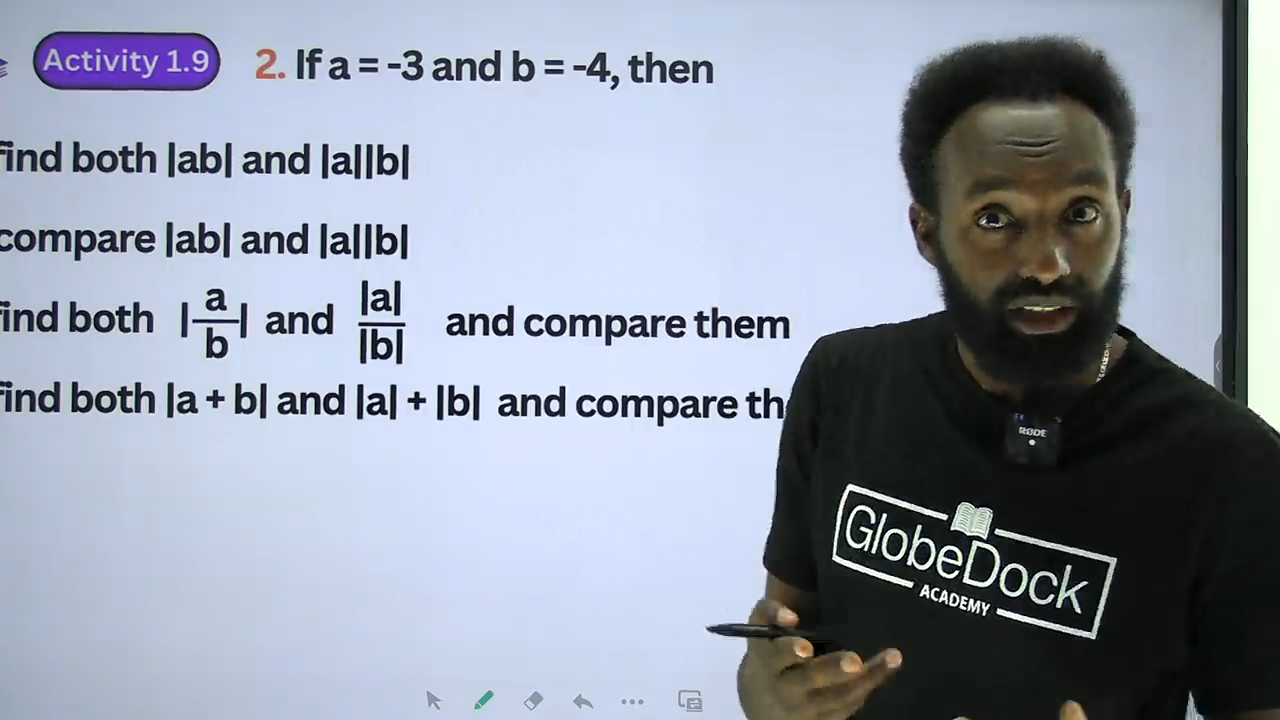 Activity 1.9 2. If a = -3 and b = -4, then
find both |ab| and |a||b|
compare |ab| and |a||b|
find both |a/b| and |a|/|b| and compare them
find both |a + b| and |a| + |b| and compare th
RØDE
GlobeDock
ACADEMY